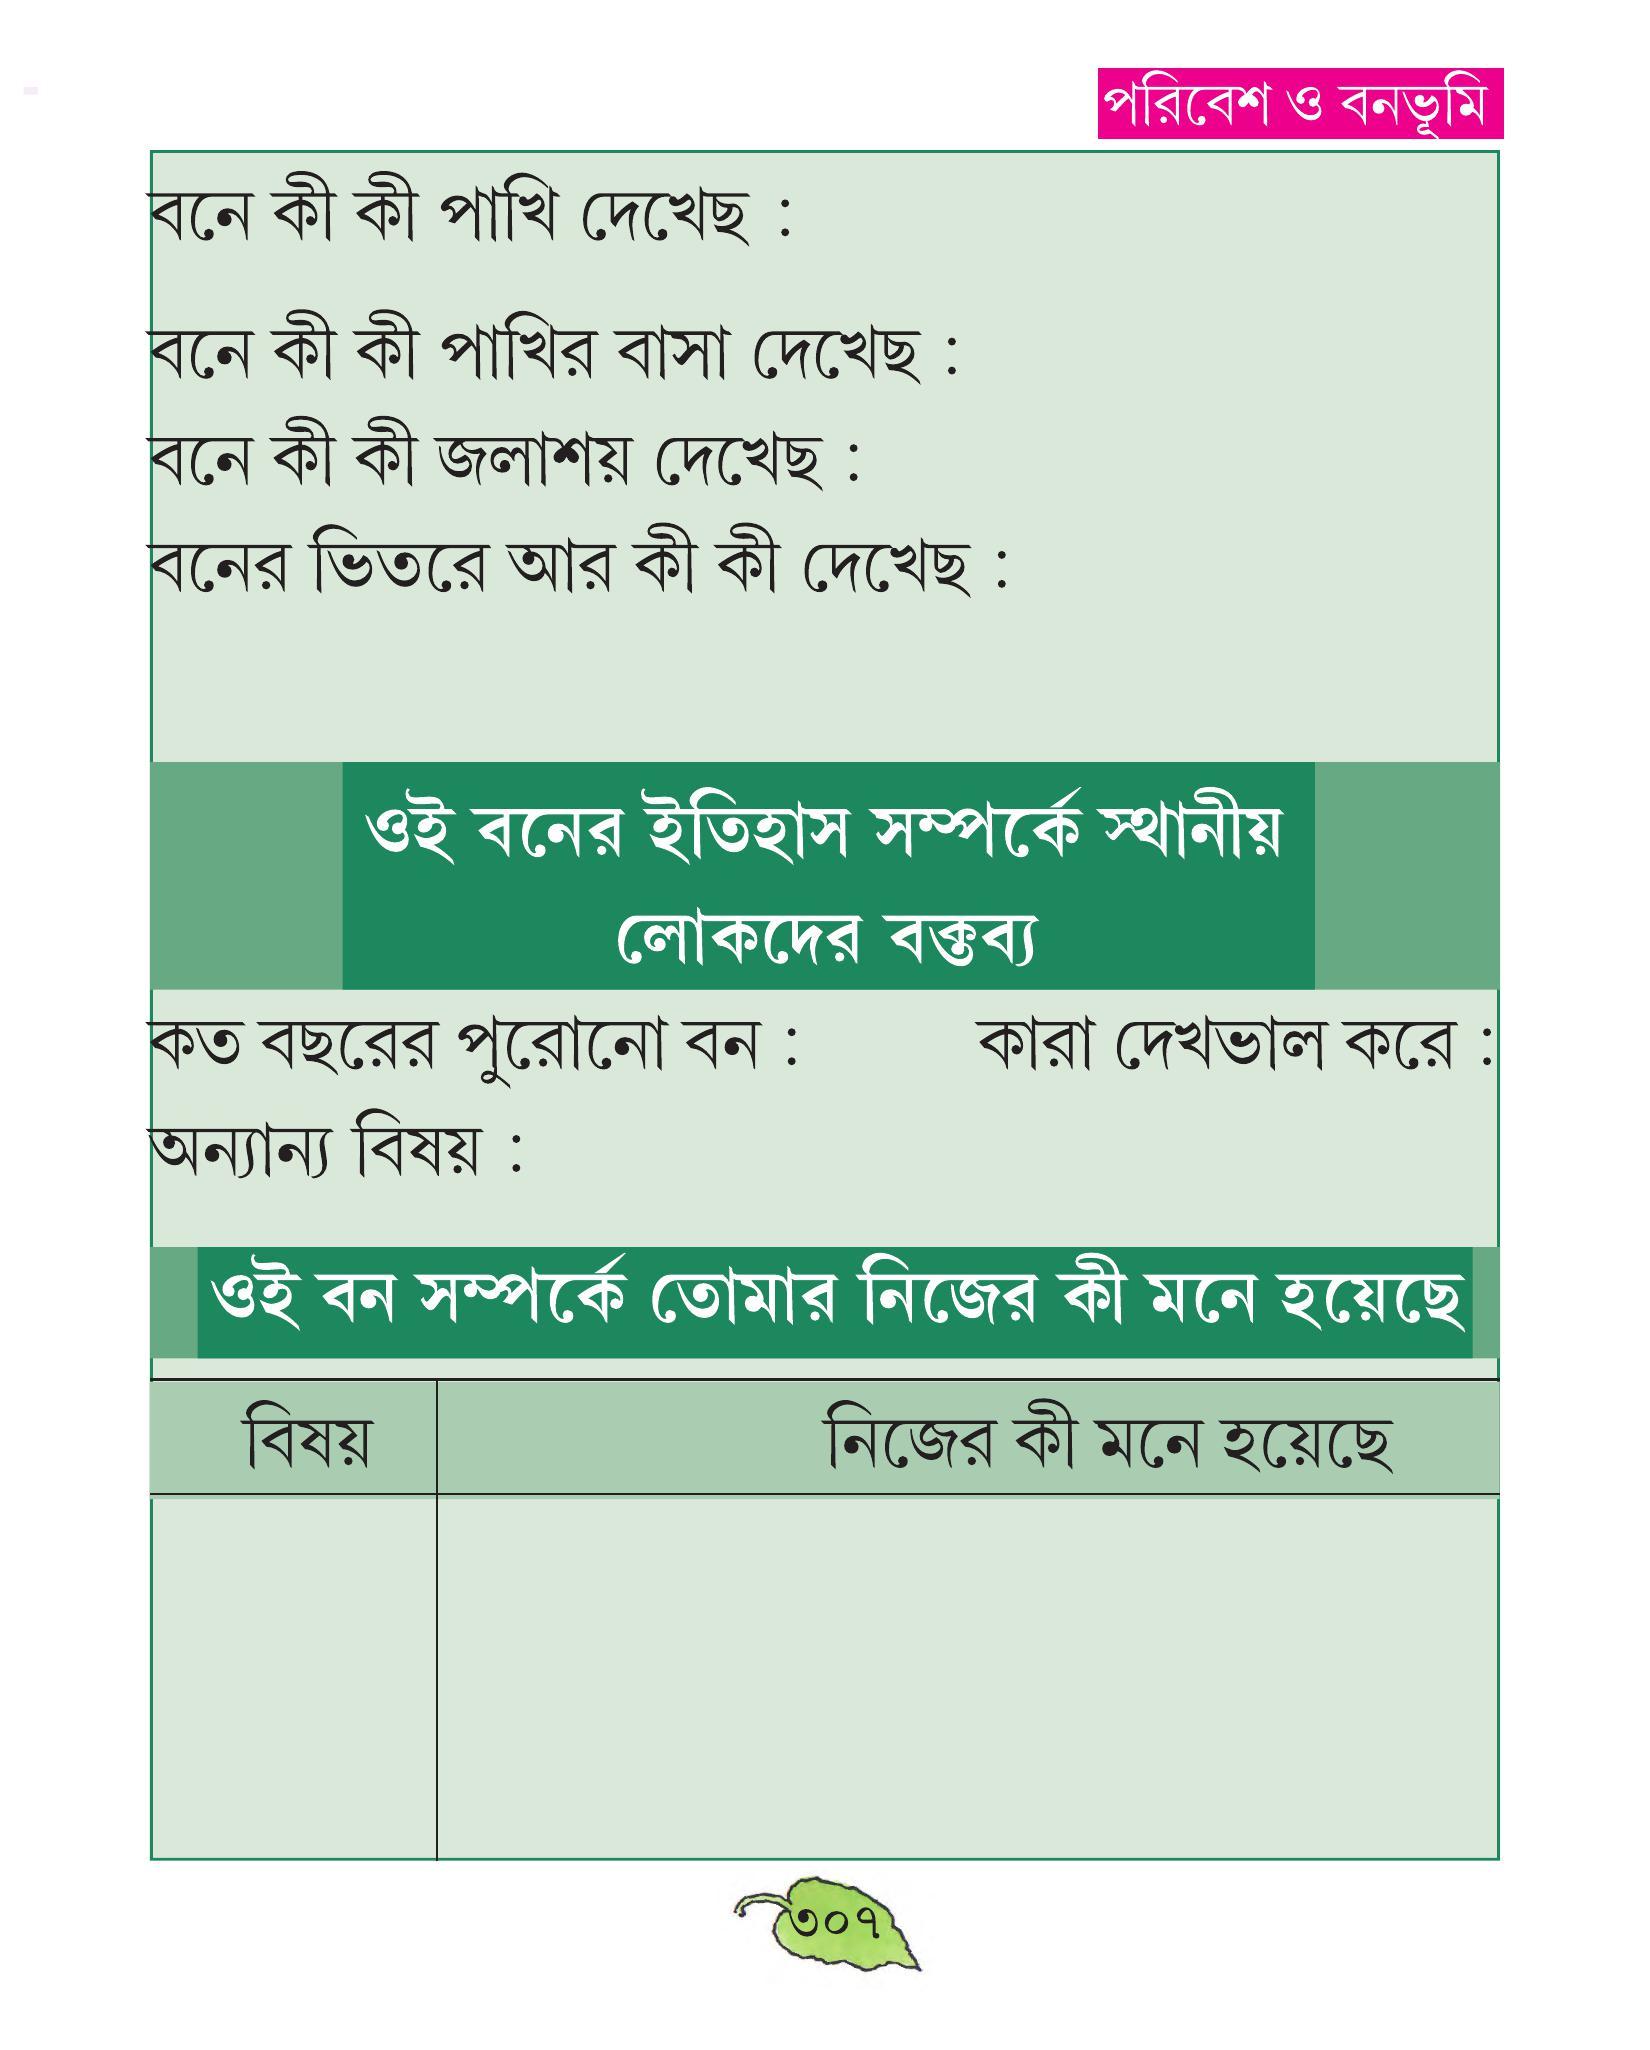 পরিবেশ ও বনভূমি
বনে কী কী পাখি দেখেছ :
বনে কী কী পাখির বাসা দেখেছ :
বনে কী কী জলাশয় দেখেছ :
বনের ভিতরে আর কী কী দেখেছ :
ওই বনের ইতিহাস সম্পর্কে স্থানীয়
লোকদের বক্তব্য
কত বছরের পুরোনো বন : কারা দেখভাল করে :
অন্যান্য বিষয় :
ওই বন সম্পর্কে তোমার নিজের কী মনে হয়েছে
বিষয় নিজের কী মনে হয়েছে
৩০৭